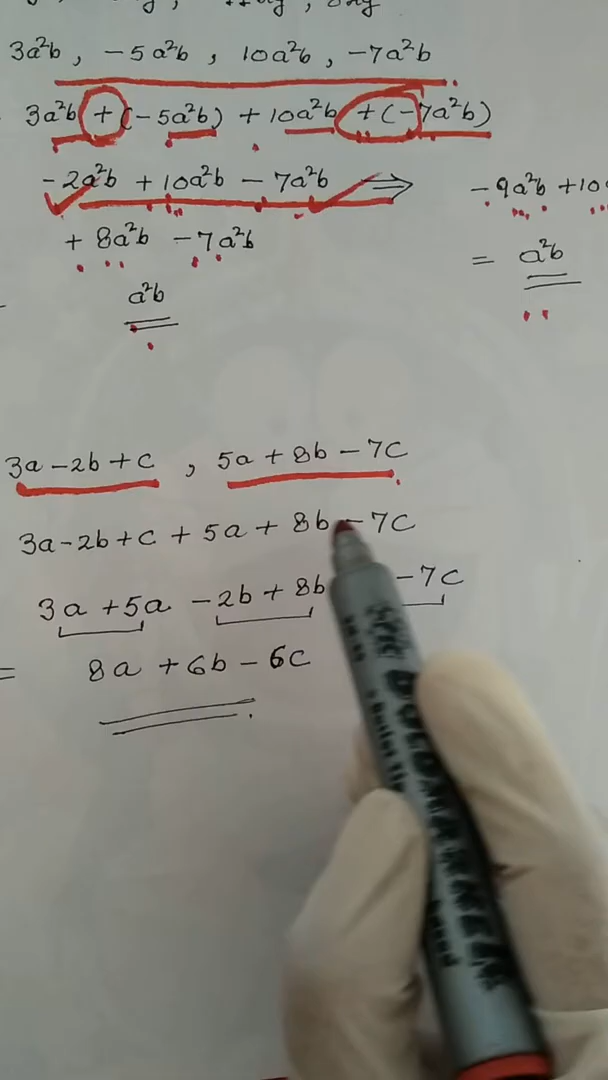 3a²b , -5a²b , 10a²b , -7a²b
3a²b + (-5a²b) + 10a²b + (-7a²b)
-2a²b + 10a²b - 7a²b ⇒ -9a²b + 10
+ 8a²b - 7a²b = a²b
a²b
3a - 2b + c , 5a + 8b - 7c
3a - 2b + c + 5a + 8b - 7c
3a + 5a - 2b + 8b - 7c
= 8a + 6b - 6c